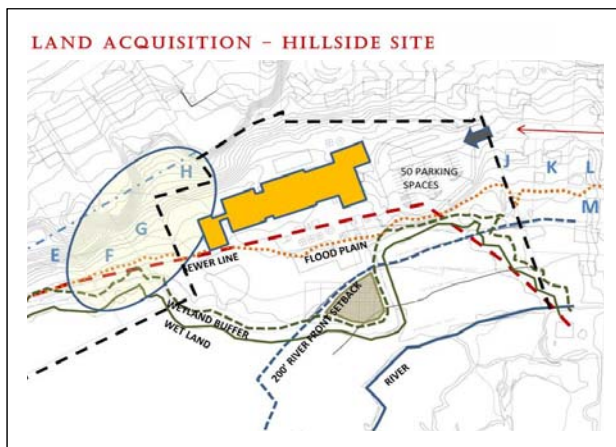 LAND ACQUISITION – HILLSIDE SITE
H
J
K
L
50 PARKING
SPACES
G
M
E
F
EWER LINE
FLOOD PLAIN
WETLAND BUFFER
WET LAND
200' RIVER FRONT SETBACK
RIVER